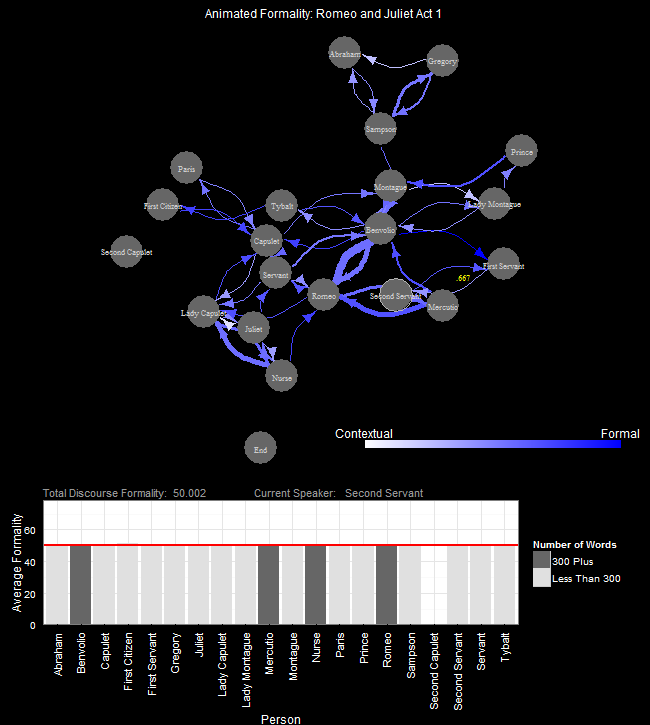 Animated Formality: Romeo and Juliet Act 1
Abraham
Gregory
Sampson
Prince
Paris
Montague
First Citizen
Tybalt
Lady Montague
Benvolio
Capulet
Second Capulet
First Servant
Servant
.667
Romeo
Second Servant
Mercutio
Lady Capulet
Juliet
Nurse
End
Contextual
Formal
Total Discourse Formality: 50.002
Current Speaker: Second Servant
Average Formality
60
40
20
0
Number of Words
300 Plus
Less Than 300
Abraham
Benvolio
Capulet
First Citizen
First Servant
Gregory
Juliet
Lady Capulet
Lady Montague
Mercutio
Montague
Nurse
Paris
Prince
Romeo
Sampson
Second Capulet
Second Servant
Servant
Tybalt
Person